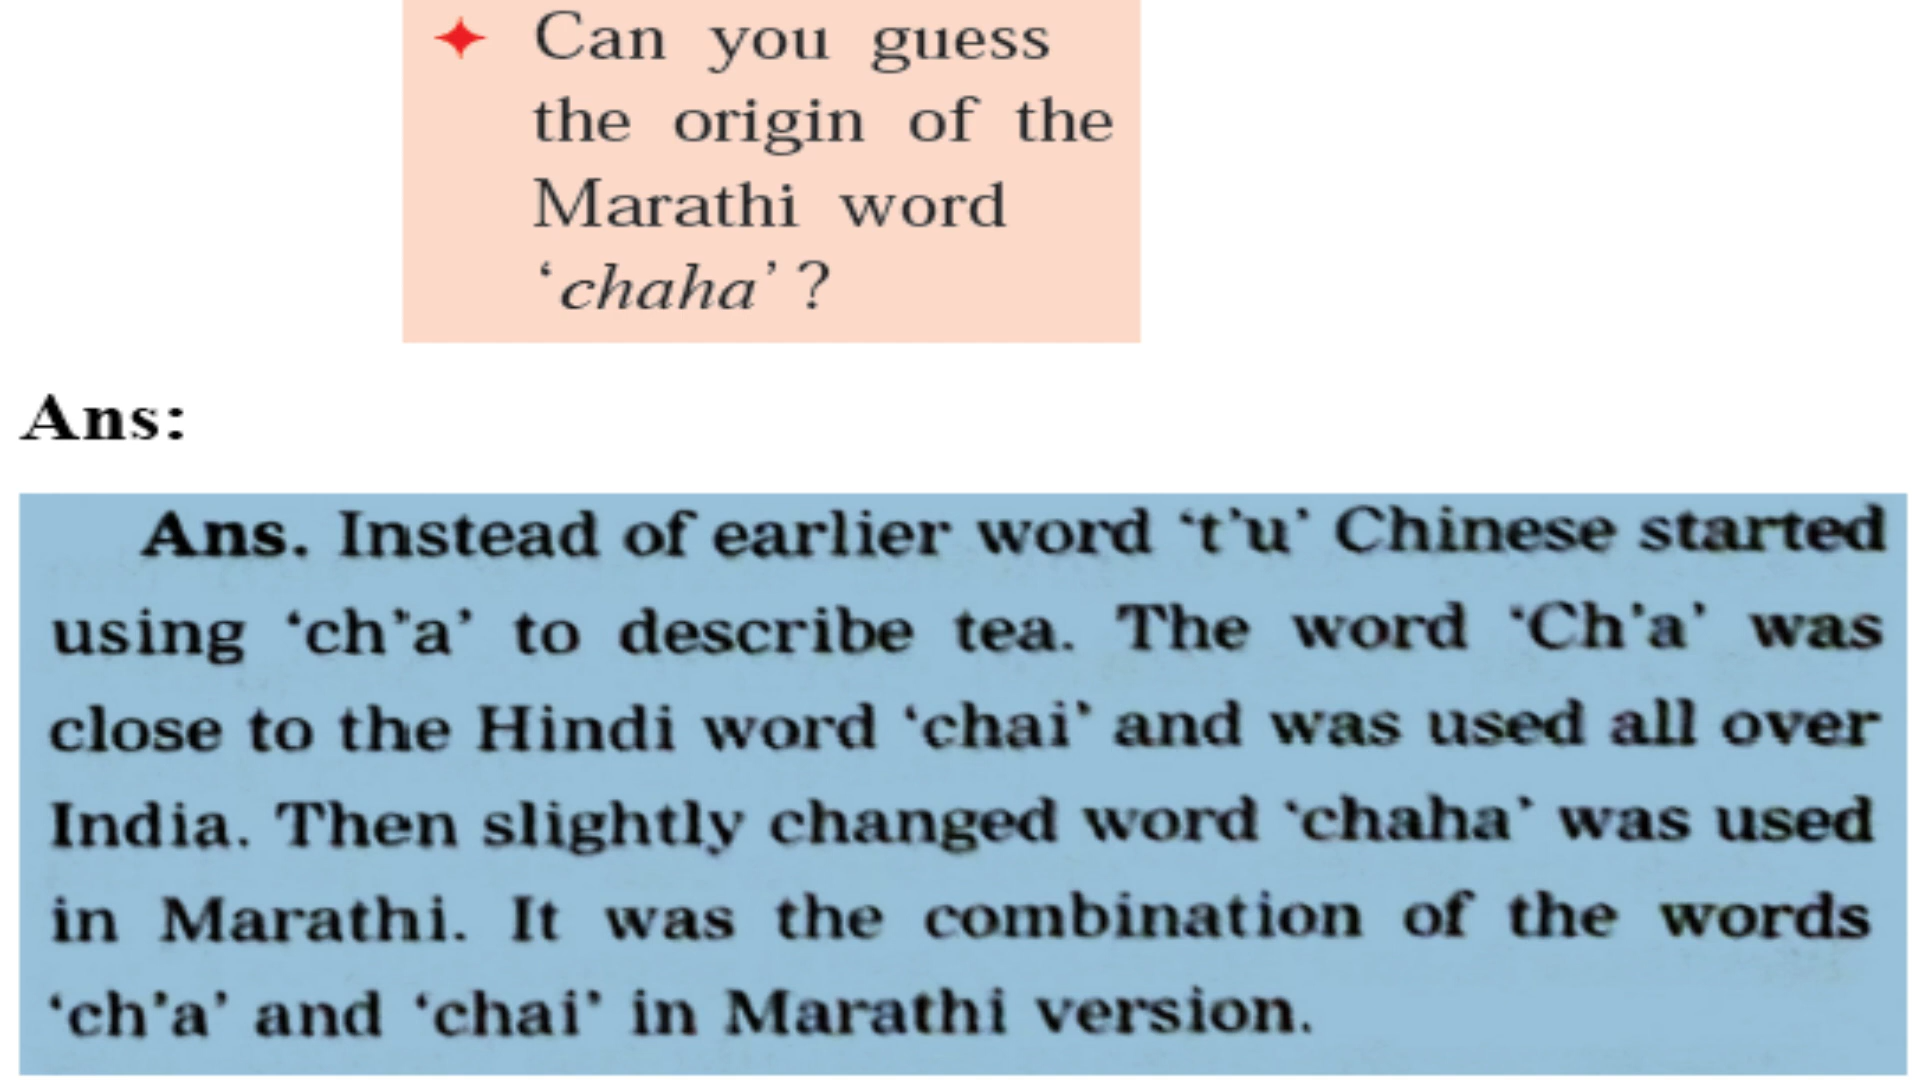 ✦ Can you guess
the origin of the
Marathi word
‘chaha’ ?
Ans:
Ans. Instead of earlier word ‘t’u’ Chinese started
using ‘ch’a’ to describe tea. The word ‘Ch’a’ was
close to the Hindi word ‘chai’ and was used all over
India. Then slightly changed word ‘chaha’ was used
in Marathi. It was the combination of the words
‘ch’a’ and ‘chai’ in Marathi version.